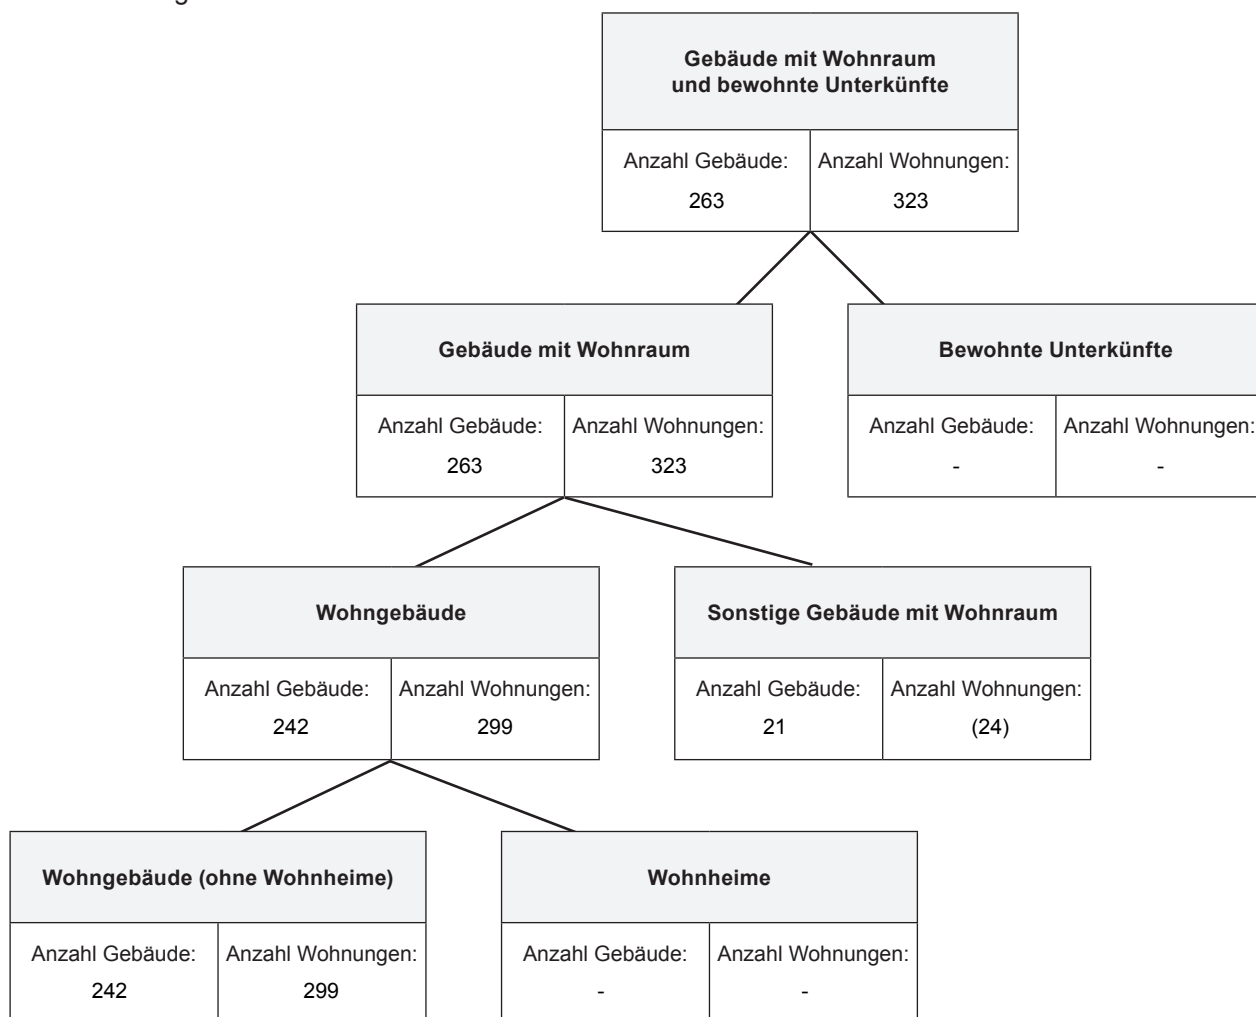 Gebäude mit Wohnraum
und bewohnte Unterkünfte
Anzahl Gebäude: Anzahl Wohnungen:
263 323
Gebäude mit Wohnraum Bewohnte Unterkünfte
Anzahl Gebäude: Anzahl Wohnungen: Anzahl Gebäude: Anzahl Wohnungen:
263 323 - -
Wohngebäude Sonstige Gebäude mit Wohnraum
Anzahl Gebäude: Anzahl Wohnungen: Anzahl Gebäude: Anzahl Wohnungen:
242 299 21 (24)
Wohngebäude (ohne Wohnheime) Wohnheime
Anzahl Gebäude: Anzahl Wohnungen: Anzahl Gebäude: Anzahl Wohnungen:
242 299 - -